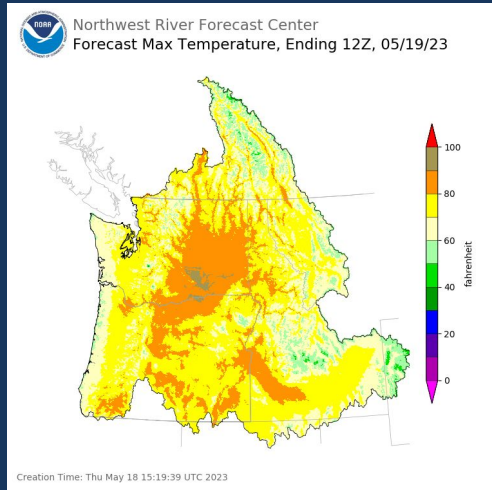 NOAA
Northwest River Forecast Center
Forecast Max Temperature, Ending 12Z, 05/19/23
100
80
60
40
20
0
fahrenheit
Creation Time: Thu May 18 15:19:39 UTC 2023